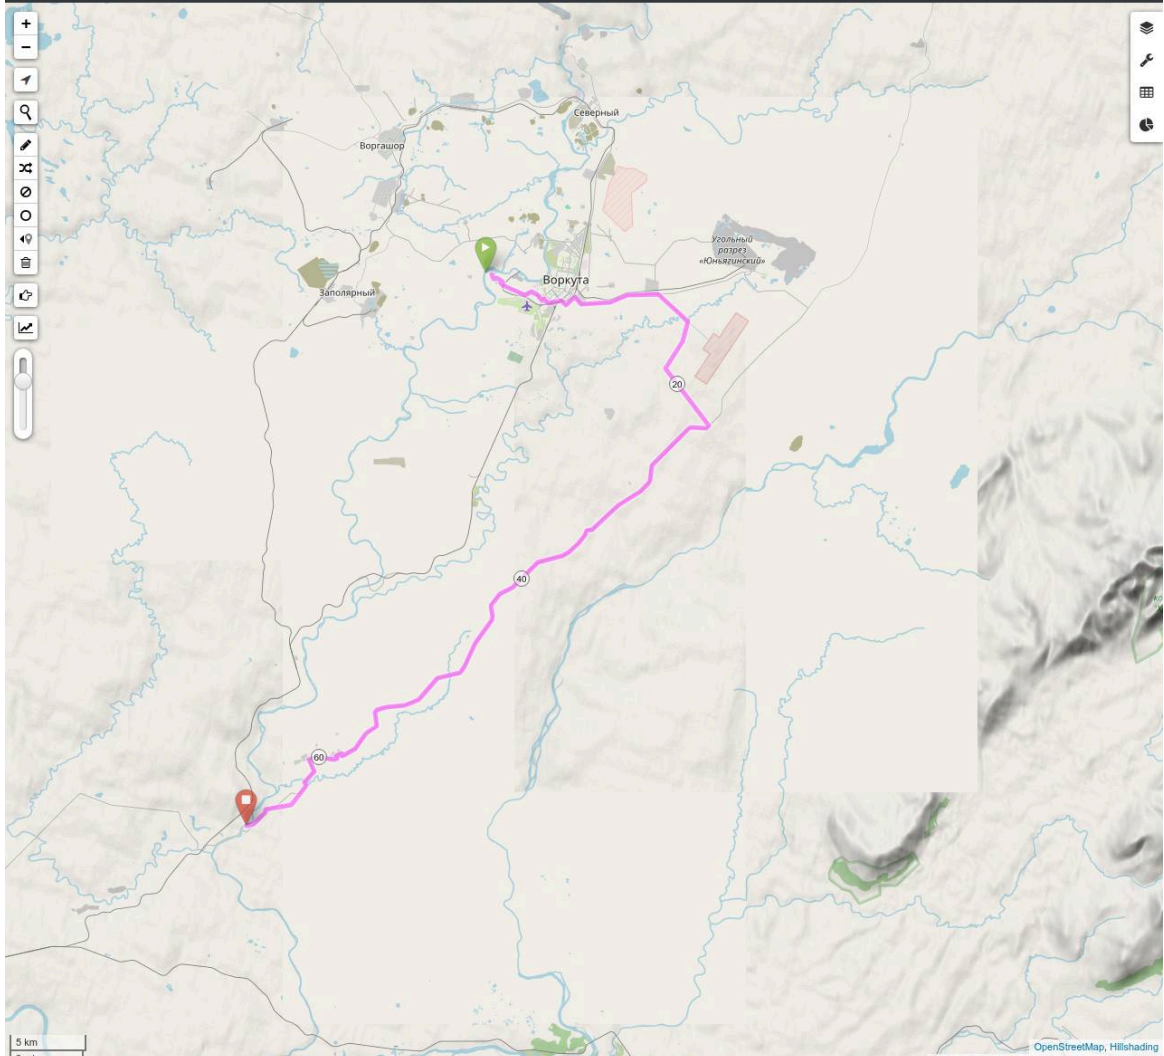 Северный
Воргашор
Угольный
разрез
«Юньягинский»
Воркута
Заполярный
20
40
60
5 km
OpenStreetMap, Hillshading